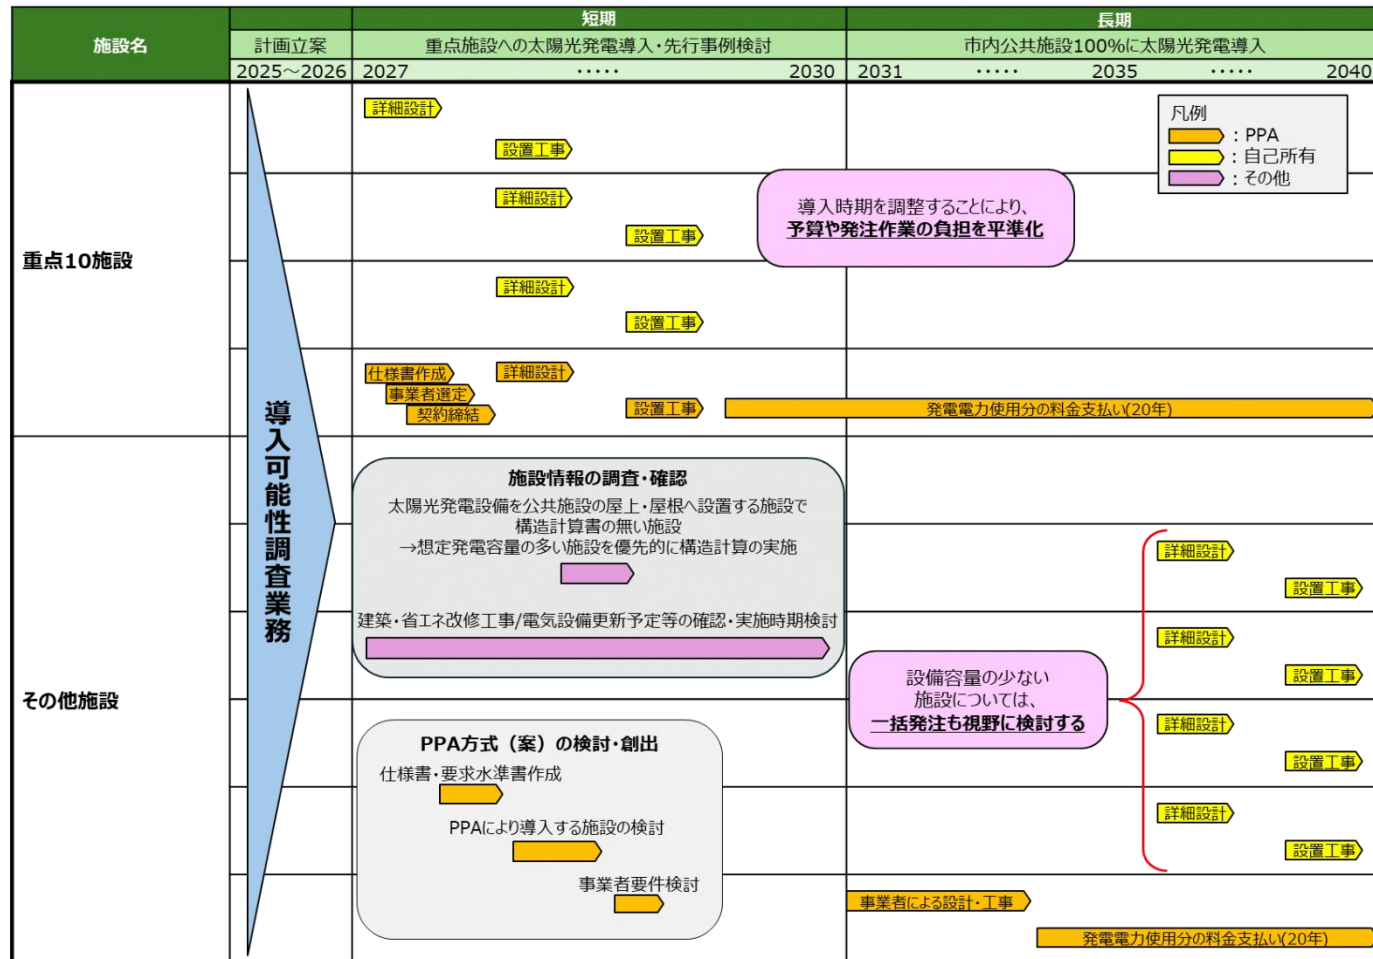 施設名
短期
長期
計画立案
重点施設への太陽光発電導入・先行事例検討
市内公共施設100%に太陽光発電導入
2025～2026
2027
・・・・・
2030
2031
・・・・・
2035
・・・・・
2040
重点10施設
導入可能性調査業務
詳細設計
設置工事
凡例
：PPA
：自己所有
：その他
詳細設計
設置工事
導入時期を調整することにより、
予算や発注作業の負担を平準化
詳細設計
設置工事
仕様書作成
事業者選定
契約締結
詳細設計
設置工事
発電電力使用分の料金支払い(20年)
その他施設
施設情報の調査・確認
太陽光発電設備を公共施設の屋上・屋根へ設置する施設で
構造計算書の無い施設
→想定発電容量の多い施設を優先的に構造計算の実施
建築・省エネ改修工事/電気設備更新予定等の確認・実施時期検討
PPA方式（案）の検討・創出
仕様書・要求水準書作成
PPAにより導入する施設の検討
事業者要件検討
設備容量の少ない
施設については、
一括発注も視野に検討する
詳細設計
設置工事
詳細設計
設置工事
詳細設計
設置工事
詳細設計
設置工事
事業者による設計・工事
発電電力使用分の料金支払い(20年)